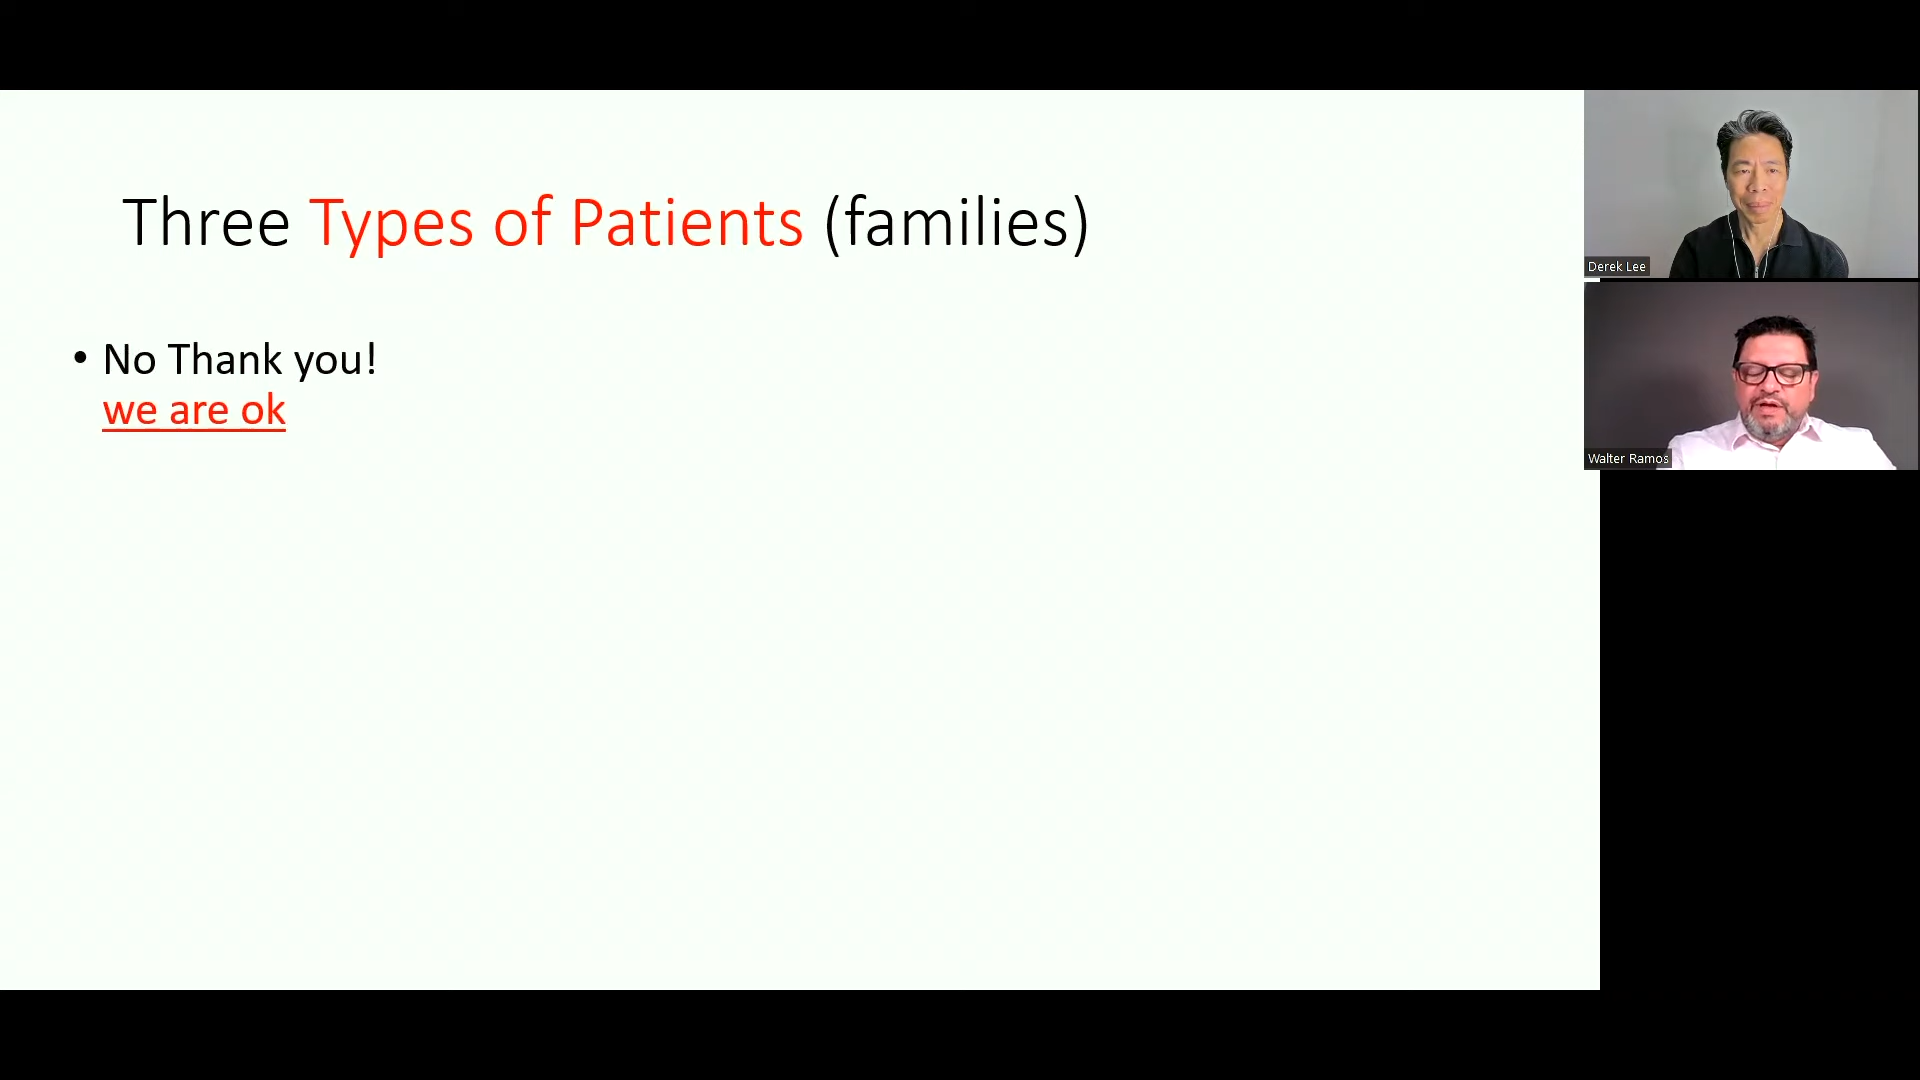 Three Types of Patients (families)
• No Thank you!
we are ok
Derek Lee
Walter Ramos